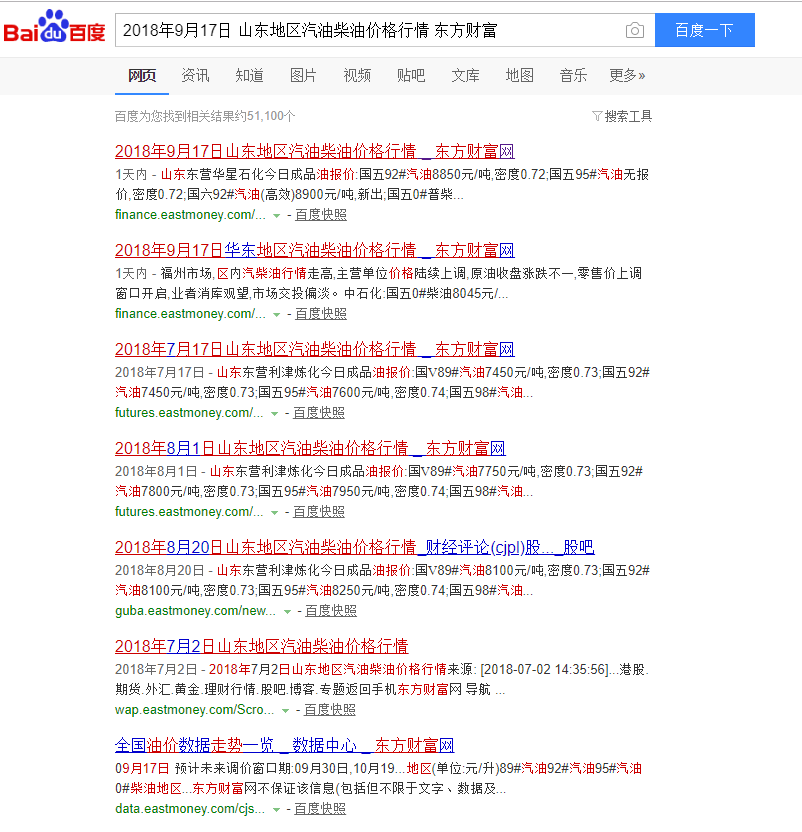 Bai du 百度 2018年9月17日 山东地区汽油柴油价格行情 东方财富 百度一下
网页 资讯 知道 图片 视频 贴吧 文库 地图 音乐 更多»
百度为您找到相关结果约51,100个 搜索工具
2018年9月17日山东地区汽油柴油价格行情 _ 东方财富网
1天内 - 山东东营华星石化今日成品油报价:国五92#汽油8850元/吨,密度0.72;国五95#汽油无报
价,密度0.72;国六92#汽油(高效)8900元/吨,新出;国五0#普柴...
finance.eastmoney.com/... - 百度快照
2018年9月17日华东地区汽油柴油价格行情 _ 东方财富网
1天内 - 福州市场,区内汽柴油行情走高,主营单位价格陆续上调,原油收盘涨跌不一,零售价上调
窗口开启,业者消库观望,市场交投偏淡。中石化:国五0#柴油8045元/...
finance.eastmoney.com/... - 百度快照
2018年7月17日山东地区汽油柴油价格行情 _ 东方财富网
2018年7月17日 - 山东东营利津炼化今日成品油报价:国V89#汽油7450元/吨,密度0.73;国五92#
汽油7450元/吨,密度0.73;国五95#汽油7600元/吨,密度0.74;国五98#汽油...
futures.eastmoney.com/... - 百度快照
2018年8月1日山东地区汽油柴油价格行情 _ 东方财富网
2018年8月1日 - 山东东营利津炼化今日成品油报价:国V89#汽油7750元/吨,密度0.73;国五92#
汽油7800元/吨,密度0.73;国五95#汽油7950元/吨,密度0.74;国五98#汽油...
futures.eastmoney.com/... - 百度快照
2018年8月20日山东地区汽油柴油价格行情_财经评论(cjpl)股..._股吧
2018年8月20日 - 山东东营利津炼化今日成品油报价:国V89#汽油8100元/吨,密度0.73;国五92#
汽油8100元/吨,密度0.73;国五95#汽油8250元/吨,密度0.74;国五98#汽油...
guba.eastmoney.com/new... - 百度快照
2018年7月2日山东地区汽油柴油价格行情
2018年7月2日 - 2018年7月2日山东地区汽油柴油价格行情来源: [2018-07-02 14:35:56]...港股.
期货.外汇.黄金.理财行情.股吧.博客.专题返回手机东方财富网 导航 ...
wap.eastmoney.com/Scro... - 百度快照
全国油价数据走势一览 _ 数据中心 _ 东方财富网
09月17日 预计未来调价窗口期:09月30日,10月19...地区(单位:元/升)89#汽油92#汽油95#汽油
0#柴油地区...东方财富网不保证该信息(包括但不限于文字、数据及...
data.eastmoney.com/cjs... - 百度快照